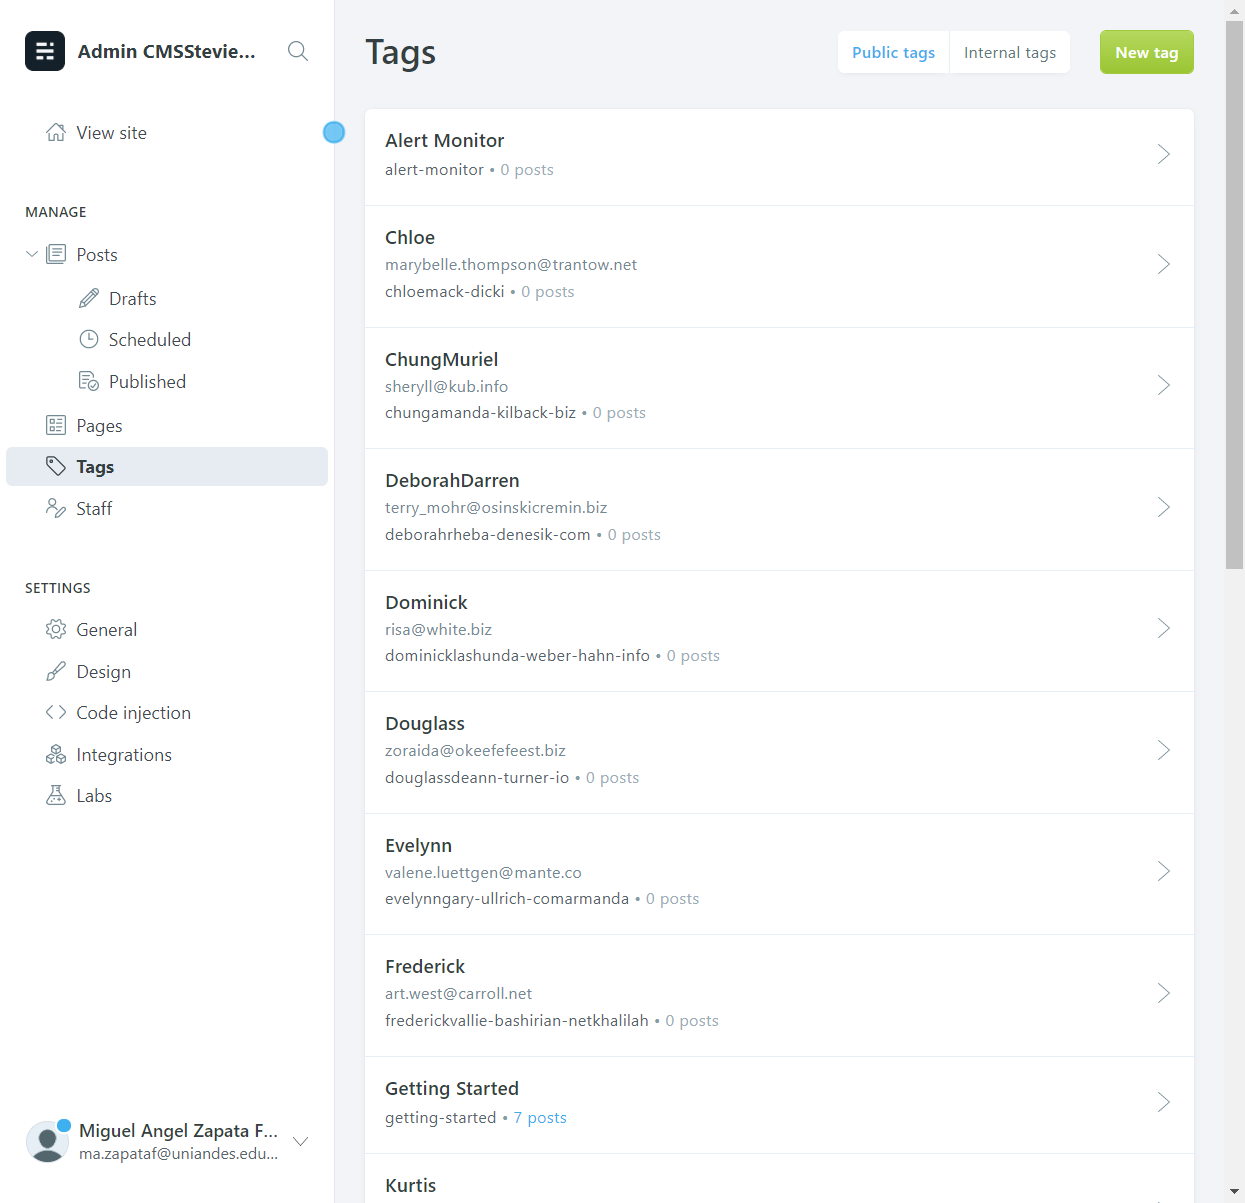 Admin CMSStevie...
View site
MANAGE
Posts
Drafts
Scheduled
Published
Pages
Tags
Staff
SETTINGS
General
Design
Code injection
Integrations
Labs
Miguel Angel Zapata F...
ma.zapataf@uniandes.edu...
Tags
Public tags
Internal tags
New tag
Alert Monitor
alert-monitor • 0 posts
Chloe
marybelle.thompson@trantow.net
chloemack-dicki • 0 posts
ChungMuriel
sheryll@kub.info
chungamanda-kilback-biz • 0 posts
DeborahDarren
terry_mohr@osinskicremin.biz
deborahrheba-denesik-com • 0 posts
Dominick
risa@white.biz
dominicklashunda-weber-hahn-info • 0 posts
Douglass
zoraida@okeefefeest.biz
douglassdeann-turner-io • 0 posts
Evelynn
valene.luettgen@mante.co
evelynngary-ullrich-comarmanda • 0 posts
Frederick
art.west@carroll.net
frederickvallie-bashirian-netkhalilah • 0 posts
Getting Started
getting-started • 7 posts
Kurtis